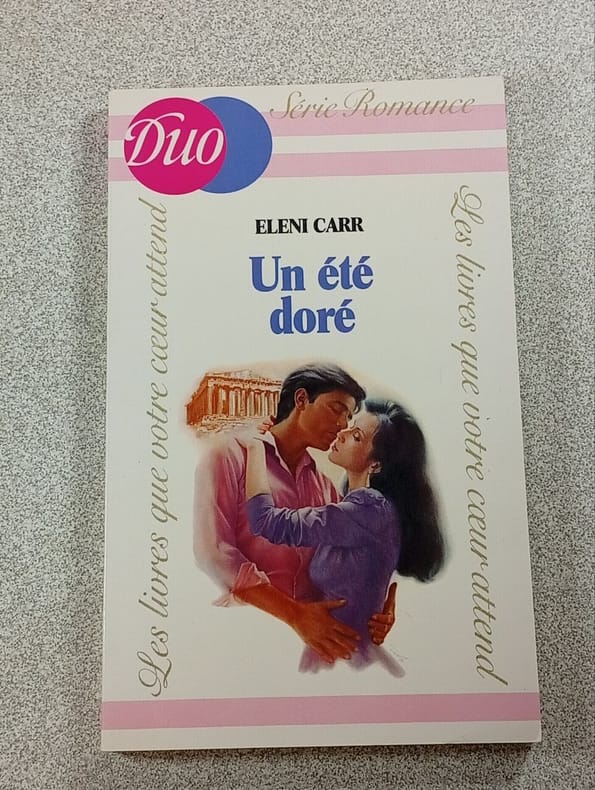 Duo
Série Romance
ELENI CARR
Un été
doré
Les livres que votre cœur attend
Les livres que votre cœur attend